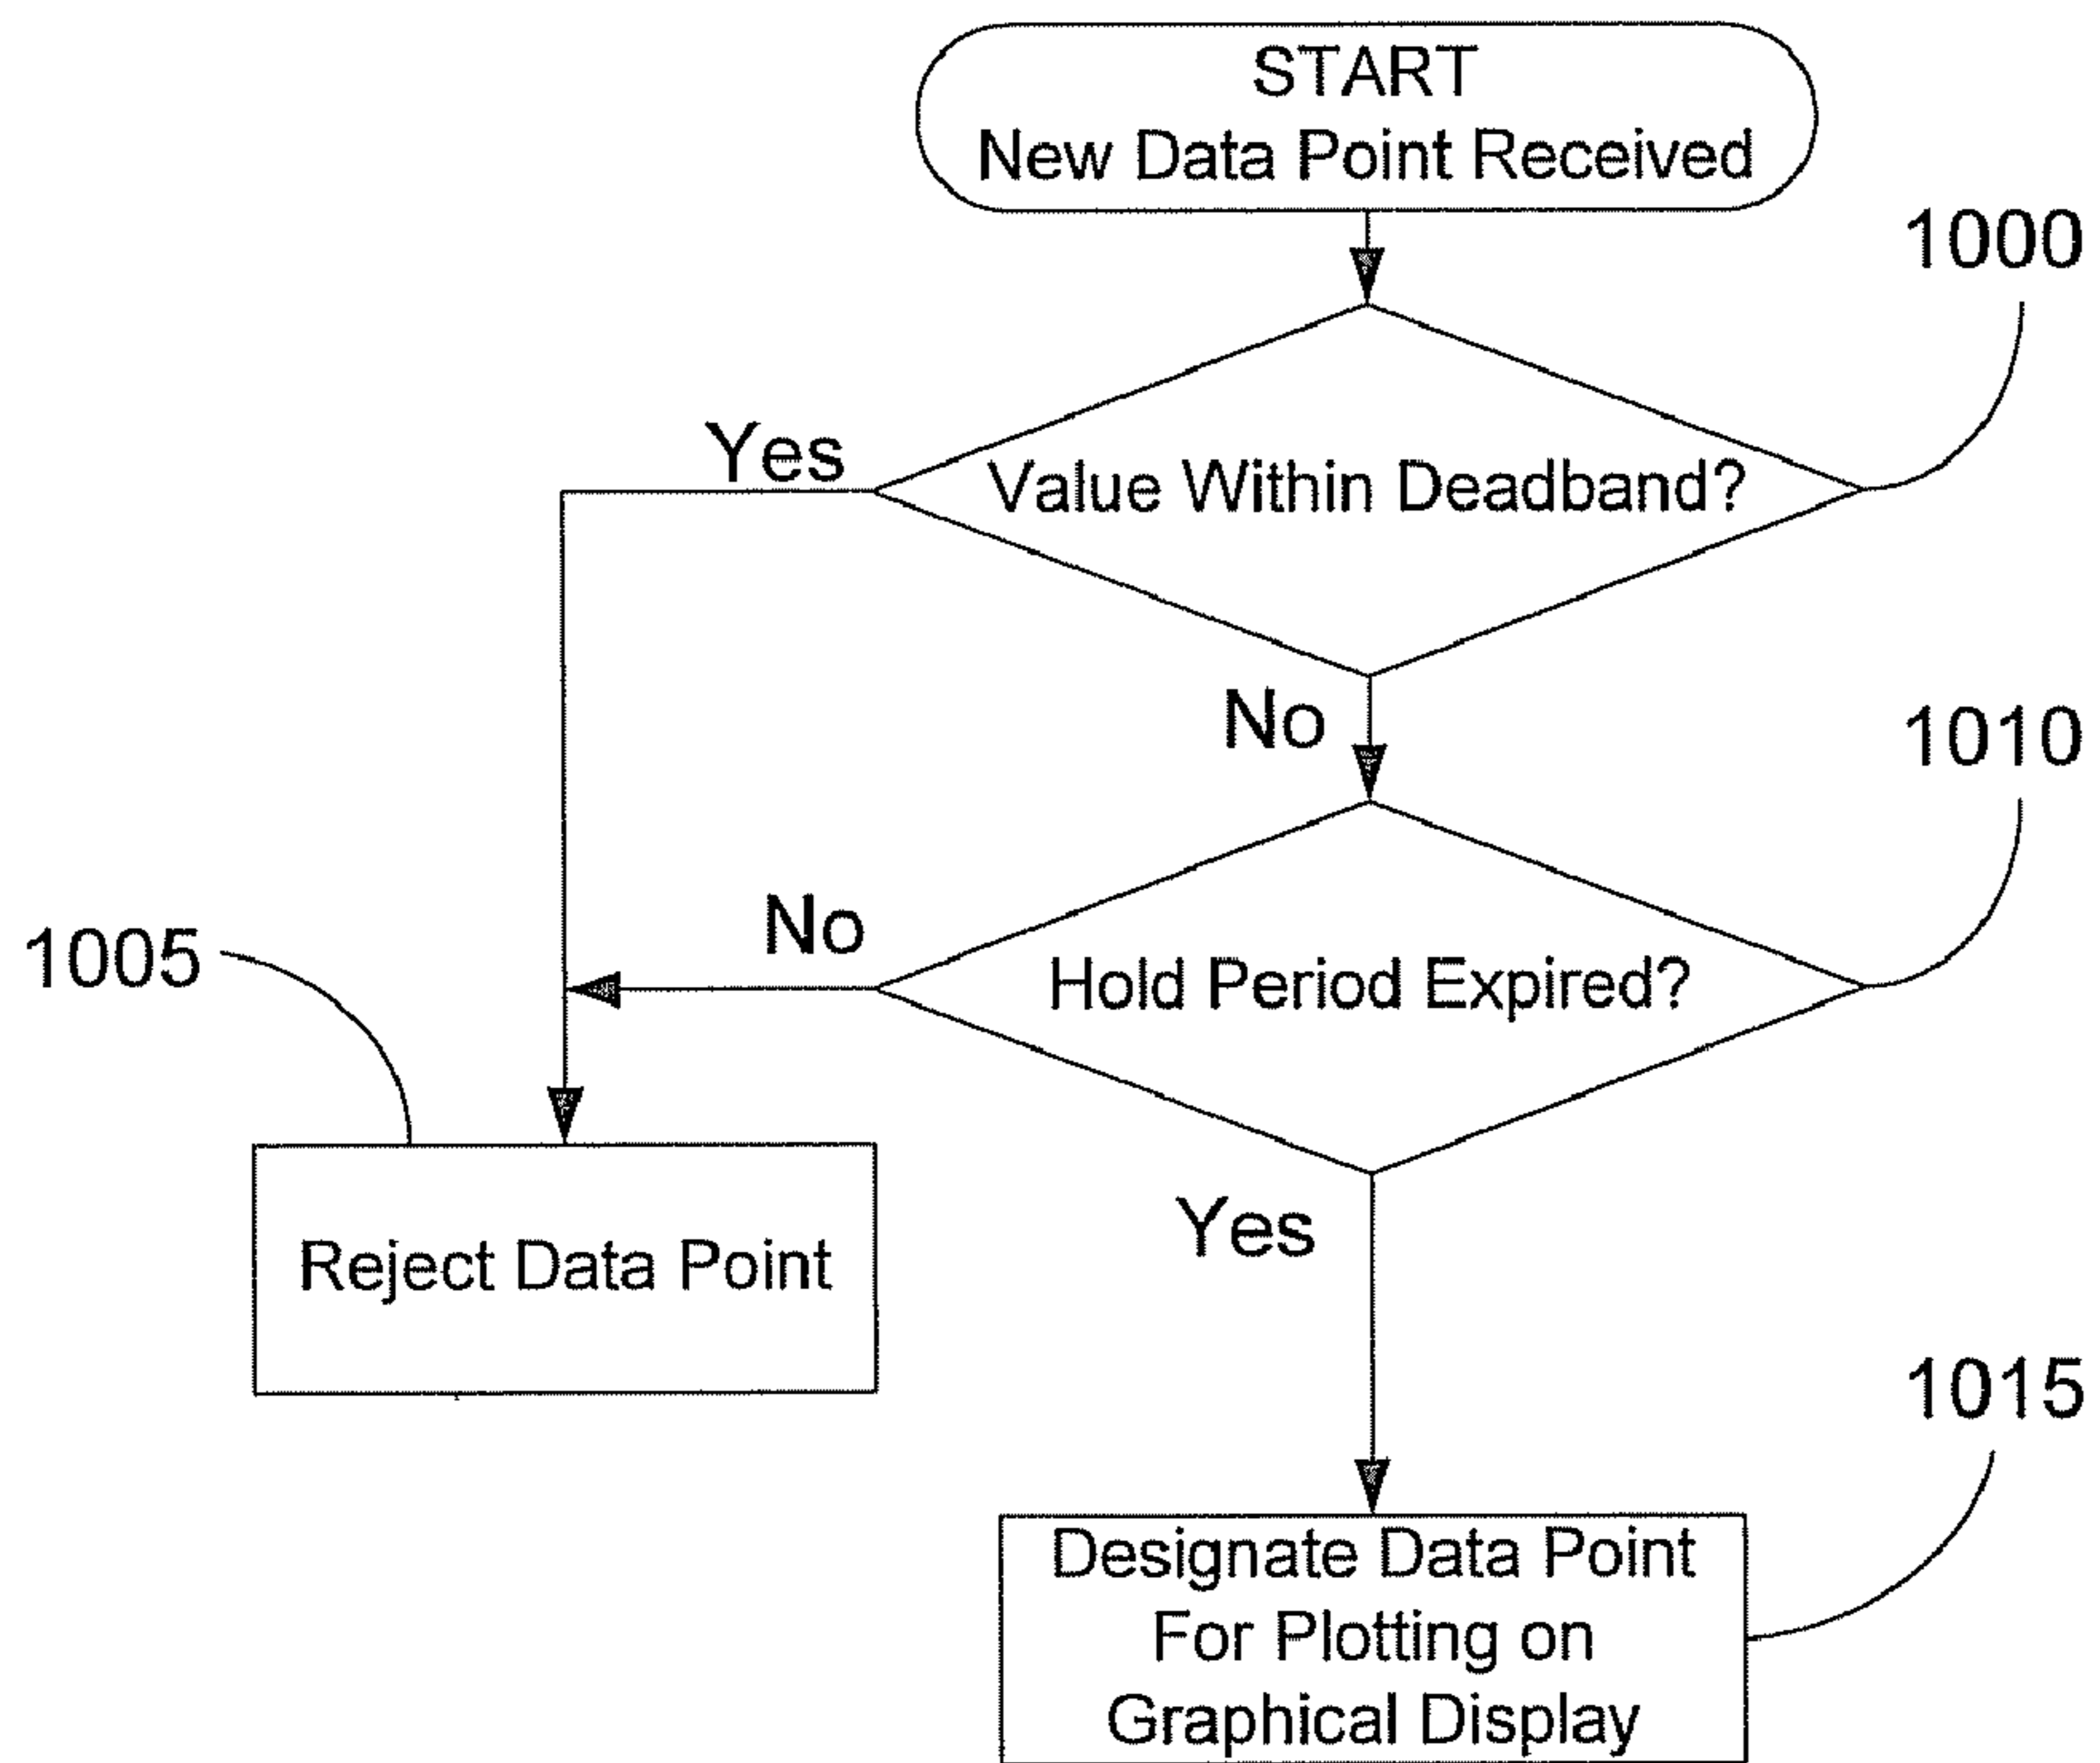 START
New Data Point Received
1000
Yes
Value Within Deadband?
No
1010
No
1005
Hold Period Expired?
Yes
Reject Data Point
1015
Designate Data Point
For Plotting on
Graphical Display